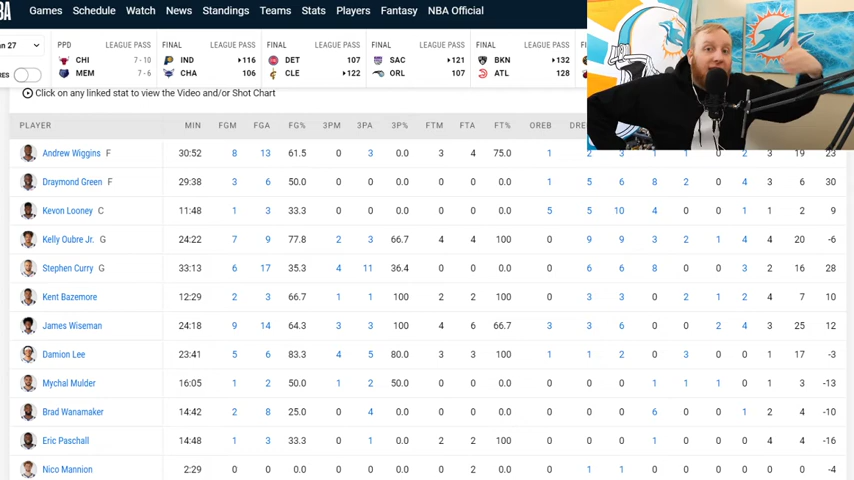 BA Games Schedule Watch News Standings Teams Stats Players Fantasy NBA Official
n 27 PPD LEAGUE PASS FINAL LEAGUE PASS FINAL LEAGUE PASS FINAL LEAGUE PASS FINAL LEAGUE PASS FI
CHI 7 - 10 IND 116 DET 107 SAC 121 BKN 132
RES MEM 7 - 6 CHA 106 CLE 122 ORL 107 ATL 128
Click on any linked stat to view the Video and/or Shot Chart
PLAYER MIN FGM FGA FG% 3PM 3PA 3P% FTM FTA FT% OREB DRE
Andrew Wiggins F 30:52 8 13 61.5 0 3 0.0 3 4 75.0 1 2 3 1 1 0 2 3 19 23
Draymond Green F 29:38 3 6 50.0 0 0 0.0 0 0 0.0 1 5 6 8 2 0 4 3 6 30
Kevon Looney C 11:48 1 3 33.3 0 0 0.0 0 0 0.0 5 5 10 4 0 0 1 1 2 9
Kelly Oubre Jr. G 24:22 7 9 77.8 2 3 66.7 4 4 100 0 9 9 3 2 1 4 4 20 -6
Stephen Curry G 33:13 6 17 35.3 4 11 36.4 0 0 0.0 0 6 6 8 0 0 3 2 16 28
Kent Bazemore 12:29 2 3 66.7 1 1 100 2 2 100 0 3 3 0 2 1 2 4 7 10
James Wiseman 24:18 9 14 64.3 3 3 100 4 6 66.7 3 3 6 0 0 2 4 3 25 12
Damion Lee 23:41 5 6 83.3 4 5 80.0 3 3 100 1 1 2 0 3 0 0 1 17 -3
Mychal Mulder 16:05 1 2 50.0 1 2 50.0 0 0 0.0 0 0 0 1 1 1 0 1 3 -13
Brad Wanamaker 14:42 2 8 25.0 0 4 0.0 0 0 0.0 0 0 0 6 0 0 1 2 4 -10
Eric Paschall 14:48 1 3 33.3 0 1 0.0 2 2 100 0 0 0 1 0 0 0 4 4 -16
Nico Mannion 2:29 0 0 0.0 0 0 0.0 0 2 0.0 0 1 1 0 0 0 0 0 0 -4